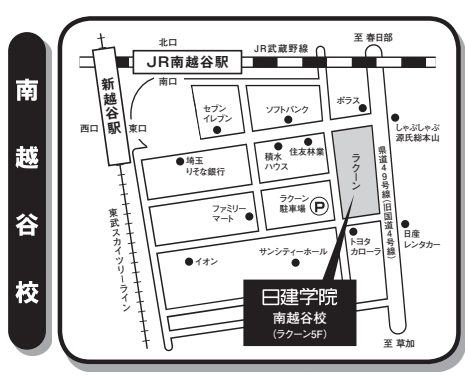 南越谷校
北口
JR南越谷駅
JR武蔵野線
至 春日部
南口
新越谷駅
西口
東口
セブン
イレブン
ソフトバンク
ポラス
しゃぶしゃぶ
源氏総本山
埼玉
りそな銀行
積水
ハウス
住友林業
ラクーン
県道49号線(旧国道4号線)
東武スカイツリーライン
ファミリー
マート
ラクーン
駐車場
P
トヨタ
カローラ
日産
レンタカー
イオン
サンシティーホール
日建学院
南越谷校
(ラクーン5F)
至 草加